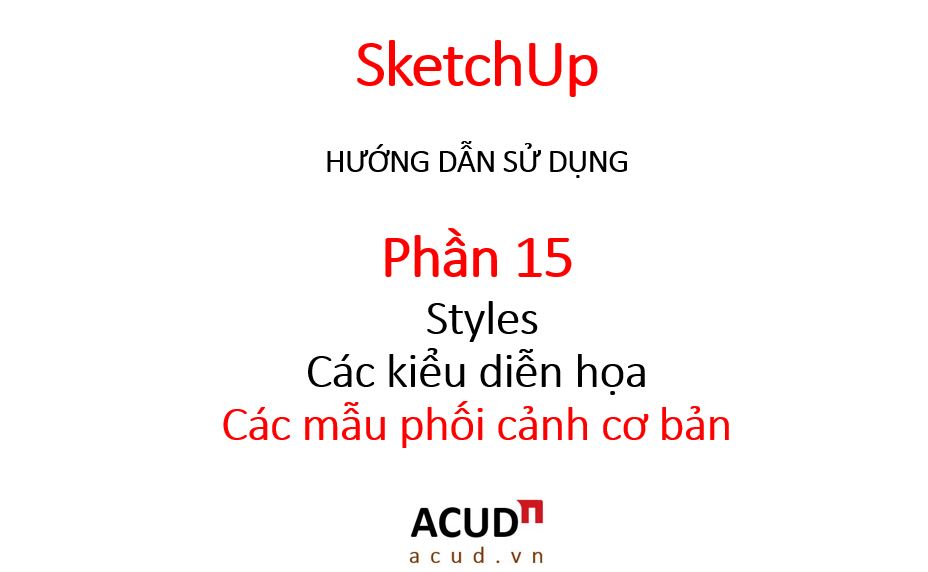 SketchUp
HƯỚNG DẪN SỬ DỤNG
Phần 15
Styles
Các kiểu diễn họa
Các mẫu phối cảnh cơ bản
ACUD
acud.vn